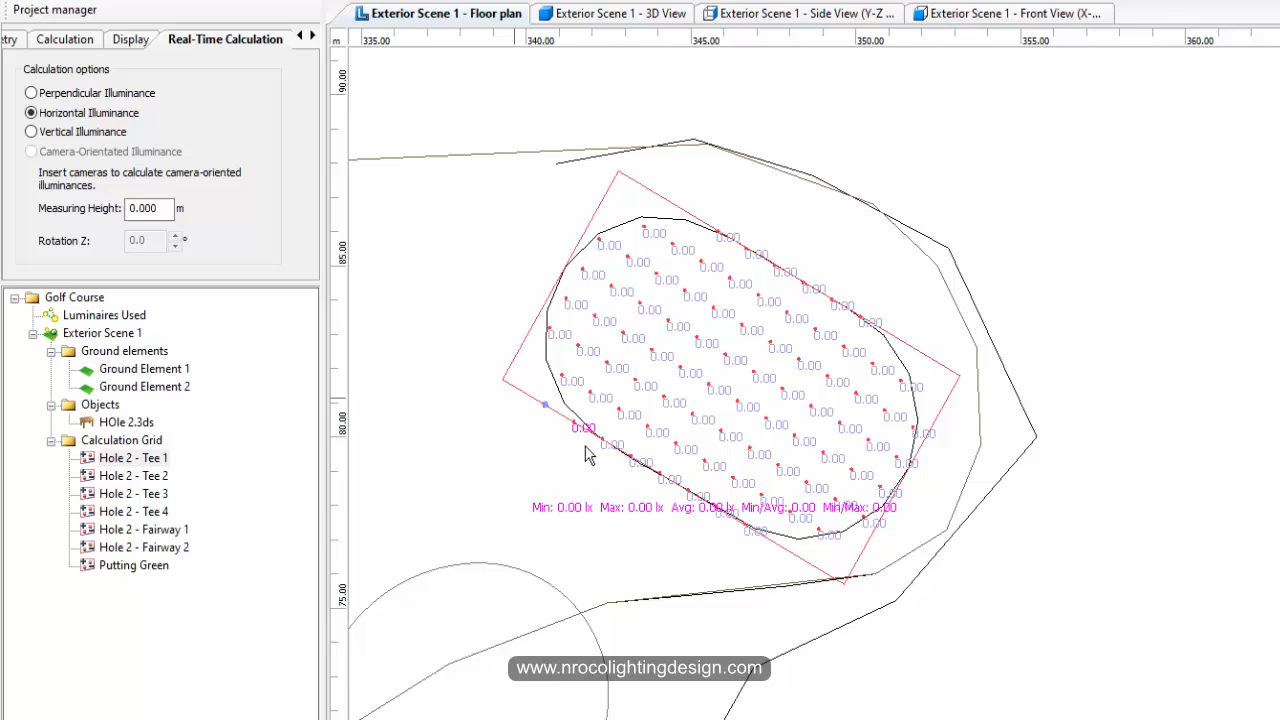 Project manager
Exterior Scene 1 - Floor plan
Exterior Scene 1 - 3D View
Exterior Scene 1 - Side View (Y-Z ...
Exterior Scene 1 - Front View (X-...
etry
Calculation
Display
Real-Time Calculation
m
335.00
340.00
345.00
350.00
355.00
360.00
90.00
85.00
80.00
75.00
Calculation options
Perpendicular Illuminance
Horizontal Illuminance
Vertical Illuminance
Camera-Orientated Illuminance
Insert cameras to calculate camera-oriented
illuminances.
Measuring Height: 0.000 m
Rotation Z: 0.0 °
Golf Course
Luminaires Used
Exterior Scene 1
Ground elements
Ground Element 1
Ground Element 2
Objects
HOle 2.3ds
Calculation Grid
Hole 2 - Tee 1
Hole 2 - Tee 2
Hole 2 - Tee 3
Hole 2 - Tee 4
Hole 2 - Fairway 1
Hole 2 - Fairway 2
Putting Green
0.00
Min: 0.00 lx Max: 0.00 lx Avg: 0.00 lx Min/Avg: 0.00 Min/Max: 0.00
www.nrocolightingdesign.com